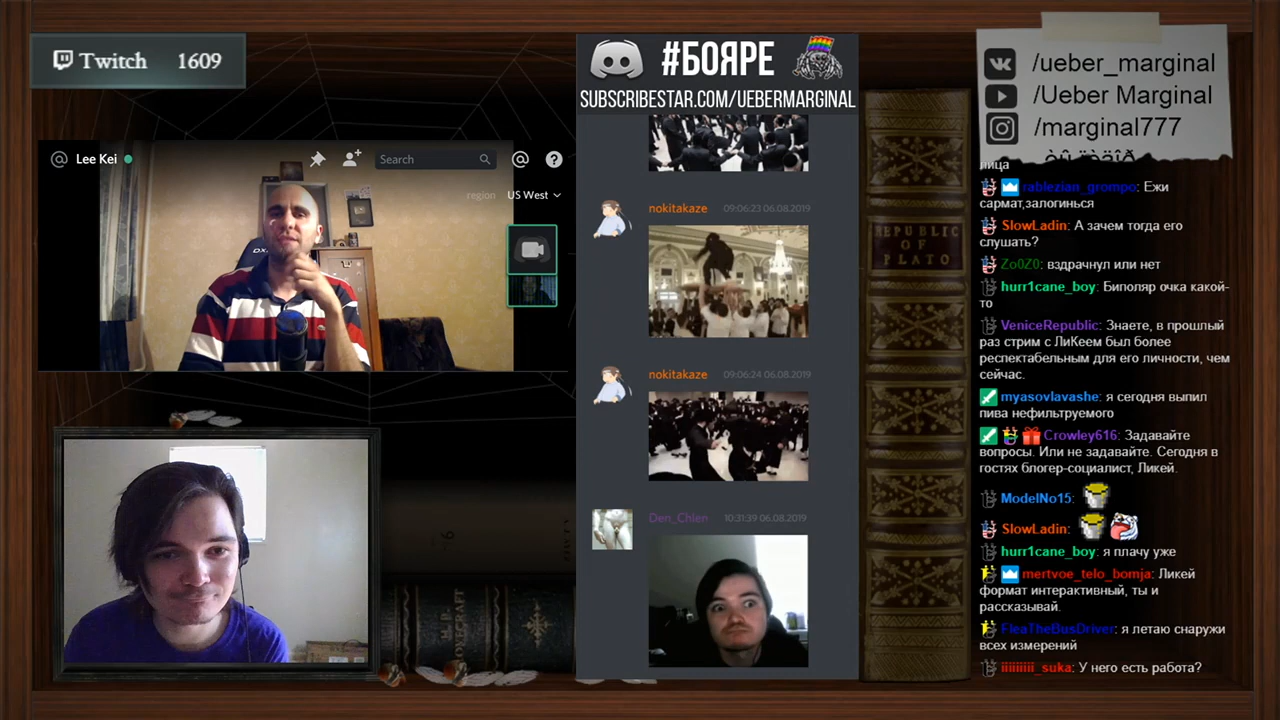 Twitch 1609
@ Lee Kei
Search
@
?
region US West
DX
#БОЯРЕ
SUBSCRIBESTAR.COM/UEBERMARGINAL
nokitakaze 09:06:23 06.08.2019
nokitakaze 09:06:24 06.08.2019
Den_Chlen 10:31:39 06.08.2019
H. P.
LOVECRAFT
REPUBLIC
OF
PLATO
/ueber_marginal
/Ueber Marginal
/marginal777
лица
rablezian_grompo: Ежи
сармат,залогинься
SlowLadin: А зачем тогда его
слушать?
Zo0Z0: вздрачнул или нет
hurr1cane_boy: Биполяр очка какой-
то
VeniceRepublic: Знаете, в прошлый
раз стрим с ЛиКеем был более
респектабельным для его личности, чем
сейчас.
myasovlavashe: я сегодня выпил
пива нефильтруемого
Crowley616: Задавайте
вопросы. Или не задавайте. Сегодня в
гостях блогер-социалист, Ликей.
ModelNo15:
SlowLadin:
hurr1cane_boy: я плачу уже
mertvoe_telo_bomja: Ликей
формат интерактивный, ты и
рассказывай.
FleaTheBusDriver: я летаю снаружи
всех измерений
iiiiiiiii_suka: У него есть работа?